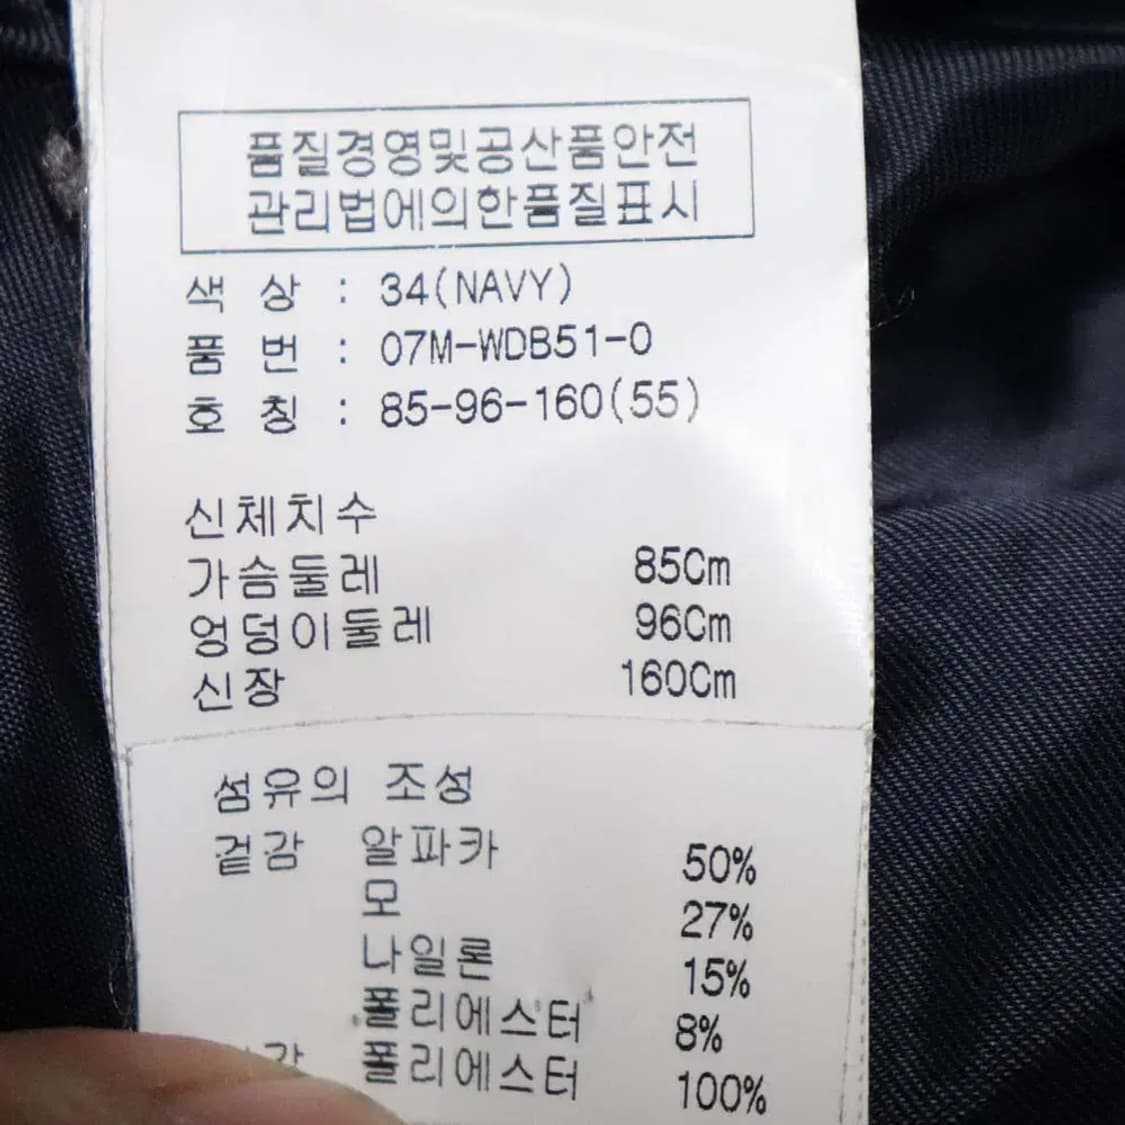 품질경영및공산품안전
관리법에의한품질표시
색 상 : 34(NAVY)
품 번 : 07M-WDB51-0
호 칭 : 85-96-160(55)
신체치수
가슴둘레 85Cm
엉덩이둘레 96Cm
신장 160Cm
섬유의 조성
겉감 알파카 50%
모 27%
나일론 15%
폴리에스터 8%
폴리에스터 100%